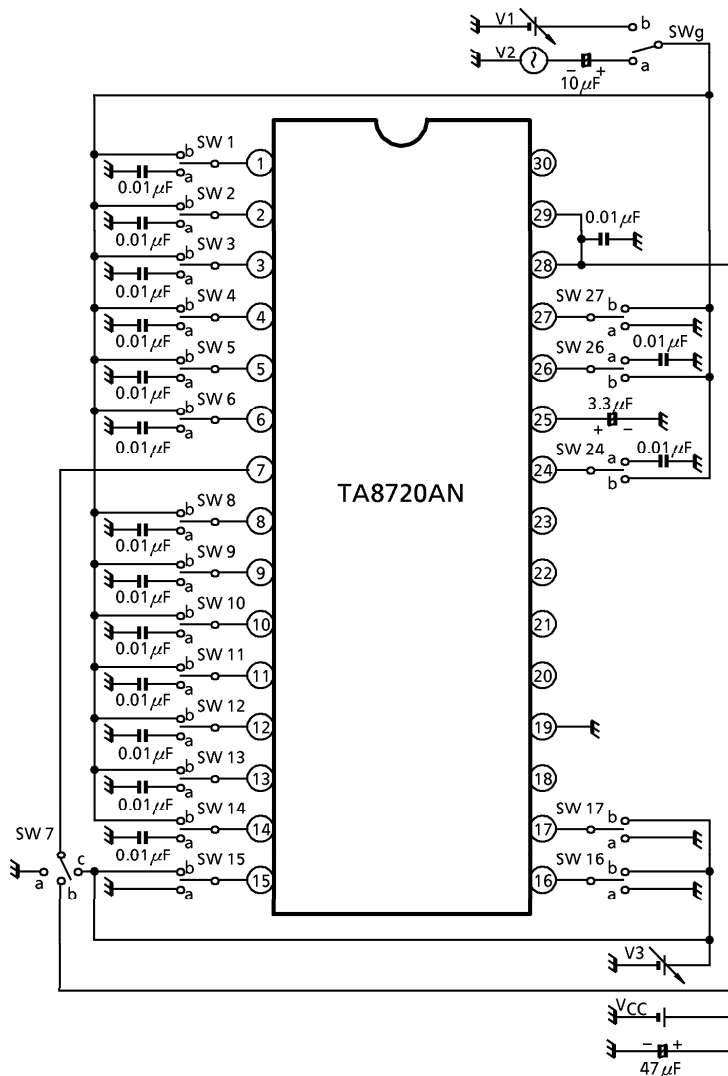 V1
b
SWg
V2
a
− +
10μF
b SW 1
a
0.01μF
1
30
b SW 2
a
0.01μF
2
29
0.01μF
b SW 3
a
0.01μF
3
28
b SW 4
a
0.01μF
4
27
SW 27 b
a
b SW 5
a
0.01μF
5
26
SW 26 a
0.01μF
b
b SW 6
a
0.01μF
6
25
3.3μF
+ −
7
24
SW 24 a
0.01μF
b
TA8720AN
b SW 8
a
0.01μF
8
23
b SW 9
a
0.01μF
9
22
b SW 10
a
0.01μF
10
21
b SW 11
a
0.01μF
11
20
b SW 12
a
0.01μF
12
19
b SW 13
a
0.01μF
13
18
b SW 14
a
0.01μF
14
17
SW 17 b
a
SW 7
a
b
c
b SW 15
a
15
16
SW 16 b
a
V3
VCC
− +
47μF